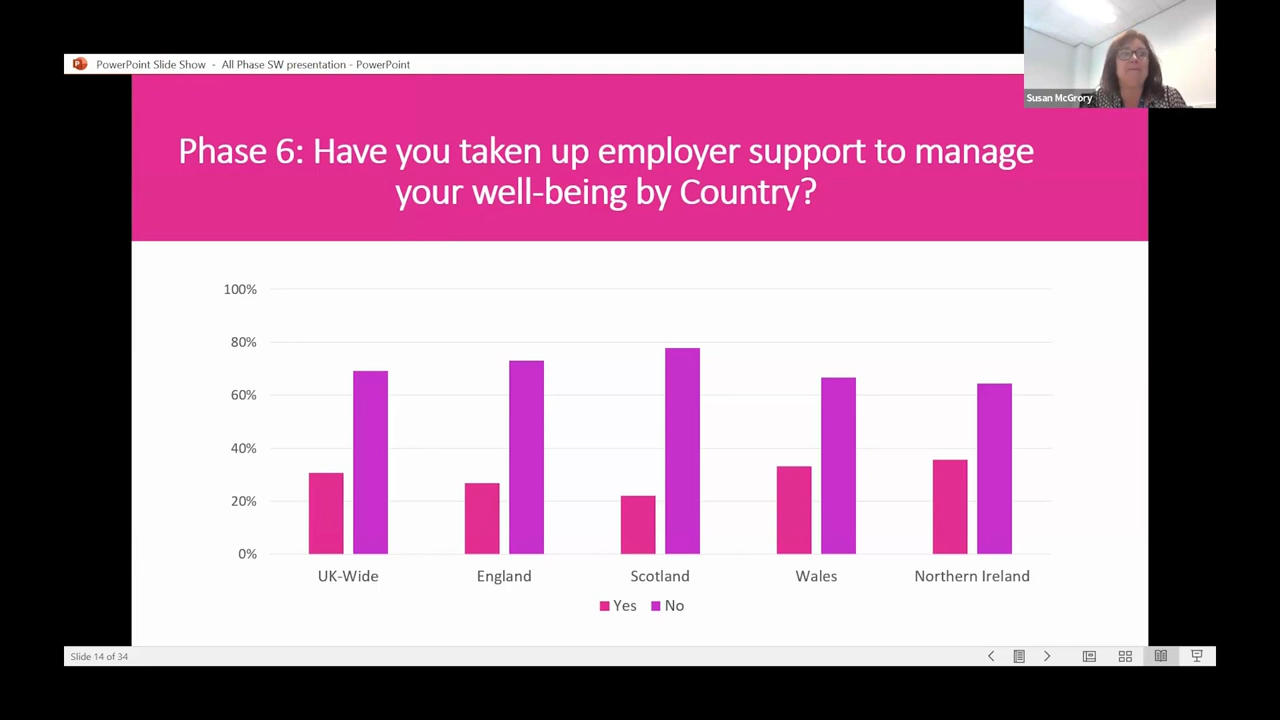 PowerPoint Slide Show - All Phase SW presentation - PowerPoint
Susan McGrory
Phase 6: Have you taken up employer support to manage
your well-being by Country?
100%
80%
60%
40%
20%
0%
UK-Wide England Scotland Wales Northern Ireland
Yes No
Slide 14 of 34